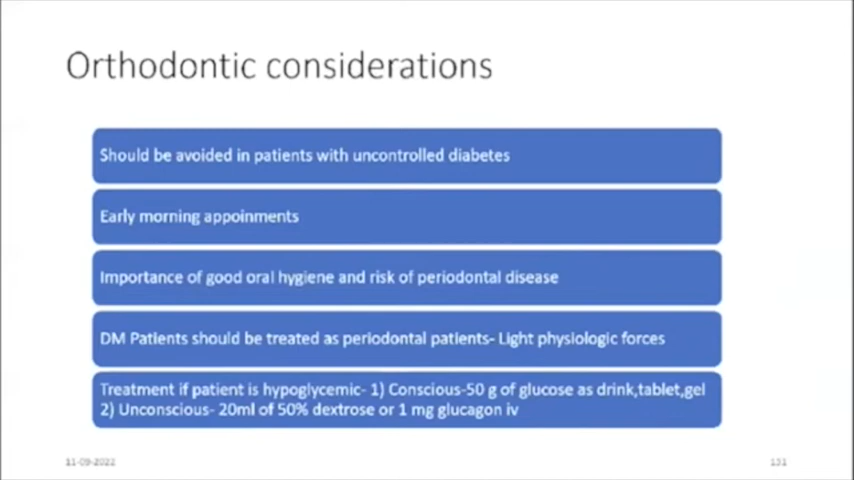 Orthodontic considerations
Should be avoided in patients with uncontrolled diabetes
Early morning appoinments
Importance of good oral hygiene and risk of periodontal disease
DM Patients should be treated as periodontal patients- Light physiologic forces
Treatment if patient is hypoglycemic- 1) Conscious-50 g of glucose as drink,tablet,gel
2) Unconscious- 20ml of 50% dextrose or 1 mg glucagon iv
11-09-2022
131